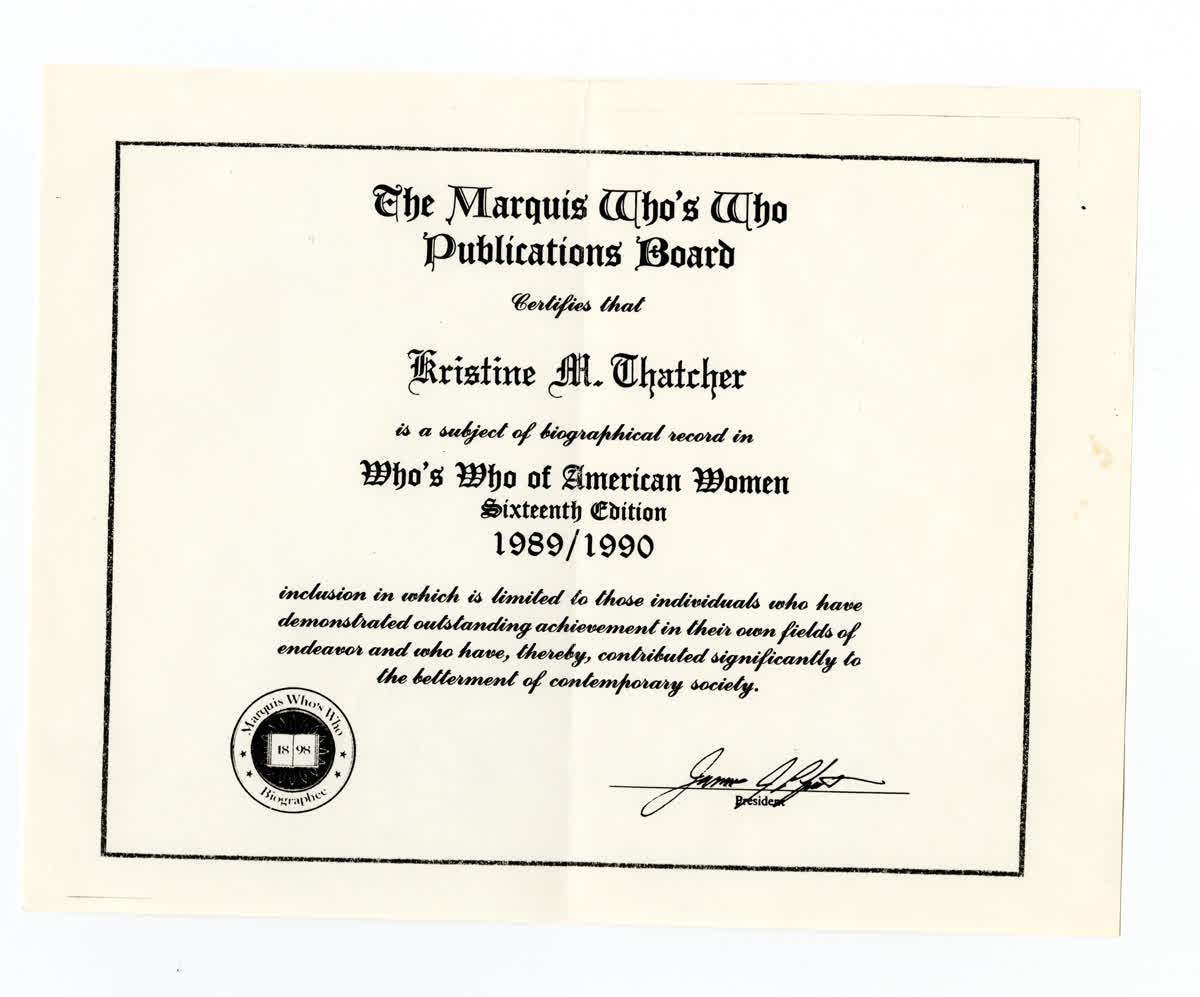 The Marquis Who's Who
Publications Board
Certifies that
Kristine M. Thatcher
is a subject of biographical record in
Who's Who of American Women
Sixteenth Edition
1989/1990
inclusion in which is limited to those individuals who have
demonstrated outstanding achievement in their own fields of
endeavor and who have, thereby, contributed significantly to
the betterment of contemporary society.
Marquis Who's Who
18 98
Biographee
President